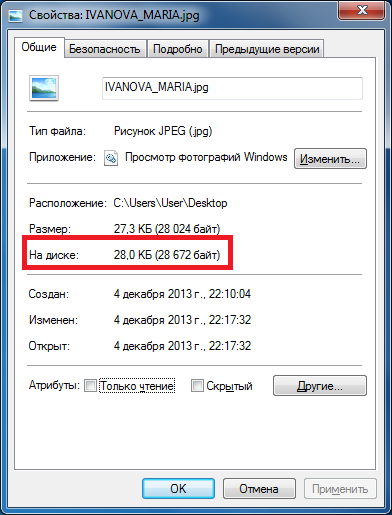 Свойства: IVANOVA_MARIA.jpg
Общие Безопасность Подробно Предыдущие версии
IVANOVA_MARIA.jpg
Тип файла: Рисунок JPEG (.jpg)
Приложение: Просмотр фотографий Windows Изменить...
Расположение: C:\Users\User\Desktop
Размер: 27,3 КБ (28 024 байт)
На диске: 28,0 КБ (28 672 байт)
Создан: 4 декабря 2013 г., 22:10:04
Изменен: 4 декабря 2013 г., 22:17:32
Открыт: 4 декабря 2013 г., 22:17:32
Атрибуты: Только чтение Скрытый Другие...
OK Отмена Применить